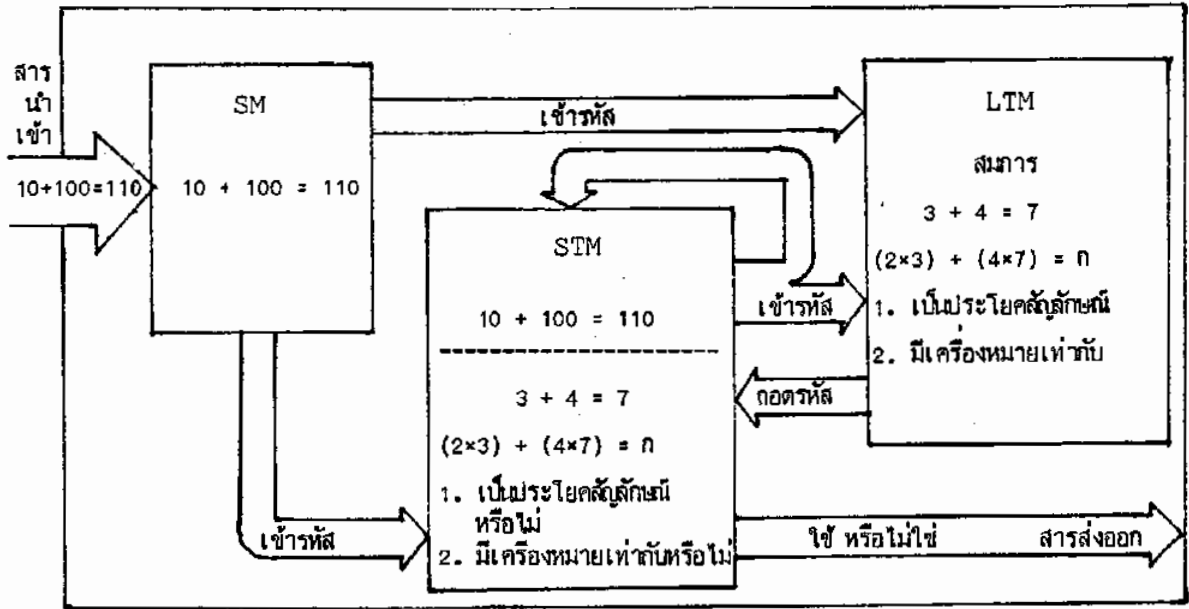 สาร
นำ
เข้า
10+100=110
SM
10 + 100 = 110
เข้ารหัส
LTM
สมการ
3 + 4 = 7
(2×3) + (4×7) = ก
1. เป็นประโยคสัญลักษณ์
2. มีเครื่องหมายเท่ากับ
STM
10 + 100 = 110
3 + 4 = 7
(2×3) + (4×7) = ก
1. เป็นประโยคสัญลักษณ์
หรือไม่
2. มีเครื่องหมายเท่ากับหรือไม่
เข้ารหัส
ถอดรหัส
เข้ารหัส
ใช้ หรือไม่ใช่ สารส่งออก